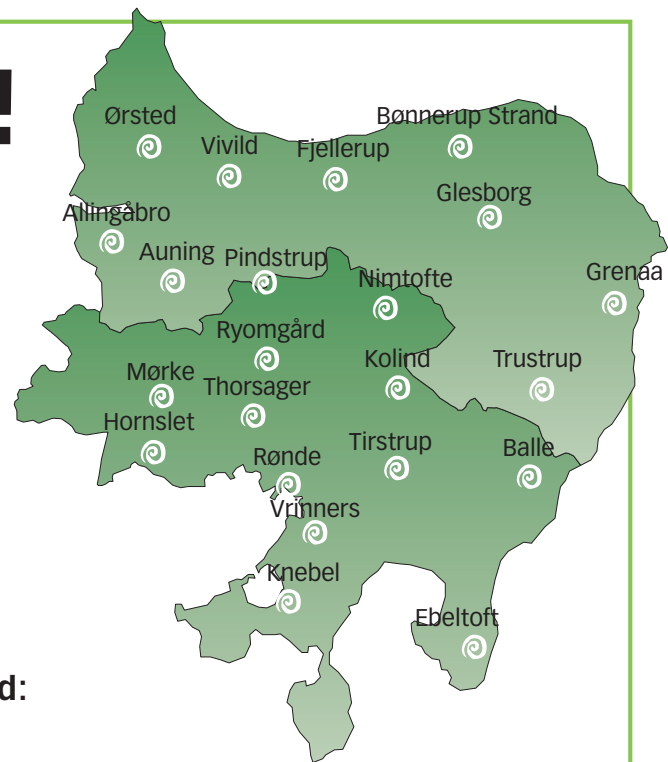 !
Ørsted
Bønnerup Strand
Vivild
Fjellerup
Glesborg
Allingåbro
Auning
Pindstrup
Nimtofte
Grenaa
Ryomgård
Kolind
Trustrup
Mørke
Thorsager
Hornslet
Tirstrup
Balle
Rønde
Vrinners
Knebel
Ebeltoft
d: